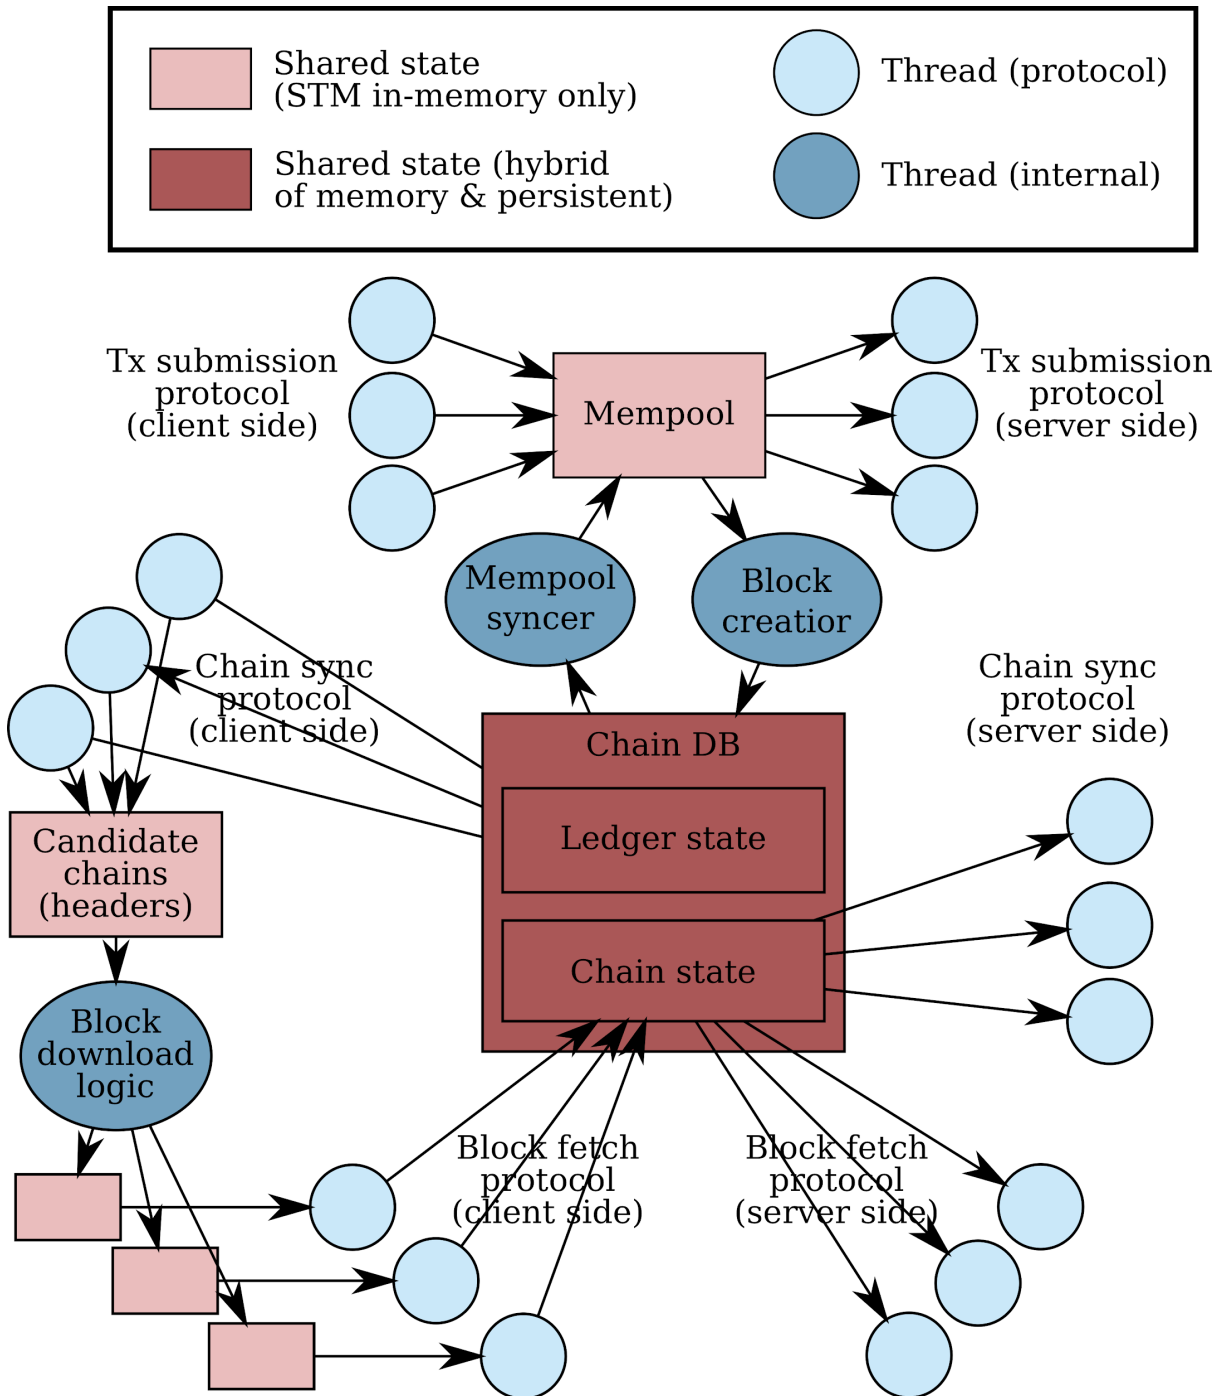 Shared state
(STM in-memory only)
Shared state (hybrid
of memory & persistent)
Thread (protocol)
Thread (internal)
Tx submission
protocol
(client side)
Mempool
Tx submission
protocol
(server side)
Mempool
syncer
Block
creatior
Chain sync
protocol
(client side)
Chain sync
protocol
(server side)
Chain DB
Ledger state
Chain state
Candidate
chains
(headers)
Block
download
logic
Block fetch
protocol
(client side)
Block fetch
protocol
(server side)